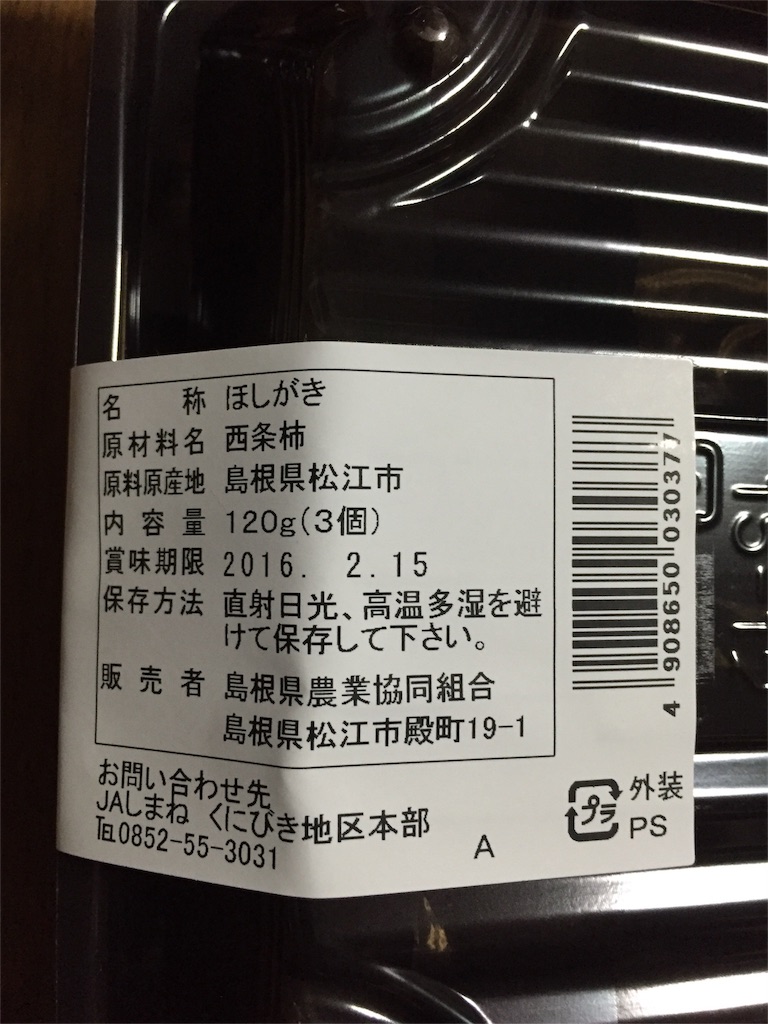 名称 ほしがき
原材料名 西条柿
原料原産地 島根県松江市
内容量 120g(3個)
賞味期限 2016. 2.15
保存方法 直射日光、高温多湿を避
けて保存して下さい。
販売者 島根県農業協同組合
島根県松江市殿町19-1
お問い合わせ先
JAしまね くにびき地区本部
℡0852-55-3031
A
4 908650 030377
プラ
外装
PS